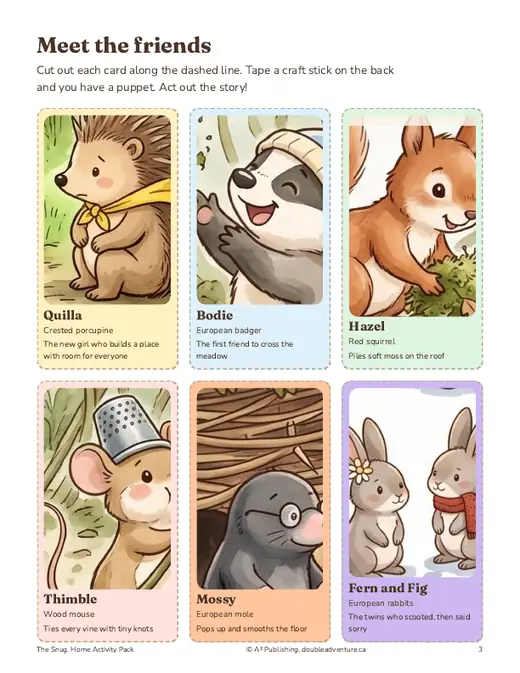 Meet the friends
Cut out each card along the dashed line. Tape a craft stick on the back
and you have a puppet. Act out the story!
Quilla
Crested porcupine
The new girl who builds a place
with room for everyone
Bodie
European badger
The first friend to cross the
meadow
Hazel
Red squirrel
Piles soft moss on the roof
Thimble
Wood mouse
Ties every vine with tiny knots
Mossy
European mole
Pops up and smooths the floor
Fern and Fig
European rabbits
The twins who scooted, then said
sorry
The Snug, Home Activity Pack
© A² Publishing, doubleadventure.ca
3